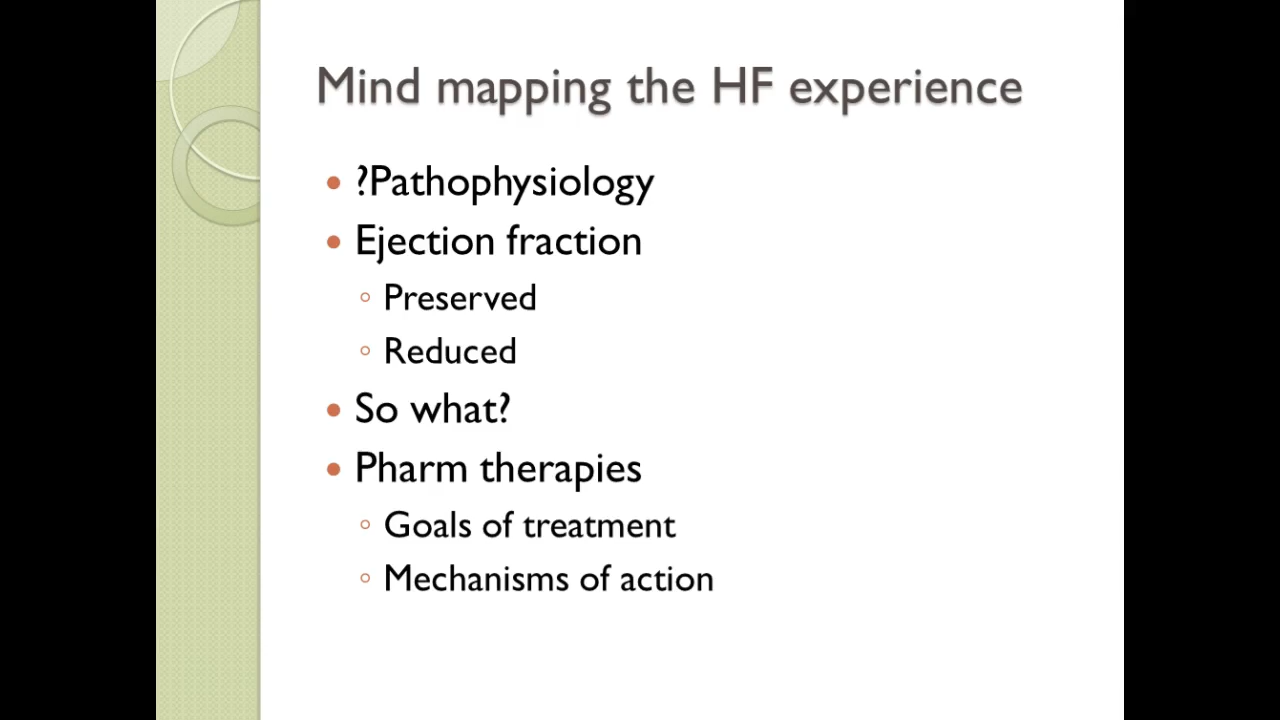 Mind mapping the HF experience
?Pathophysiology
Ejection fraction
Preserved
Reduced
So what?
Pharm therapies
Goals of treatment
Mechanisms of action